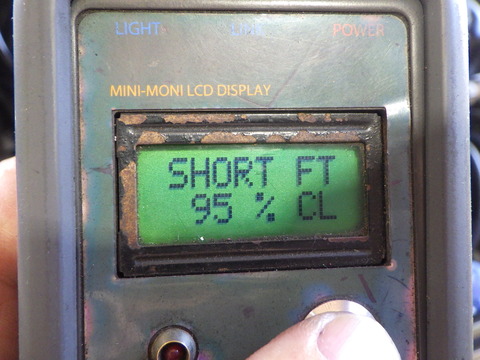 LIGHT POWER
MINI-MONI LCD DISPLAY
SHORT FT
95 % CL